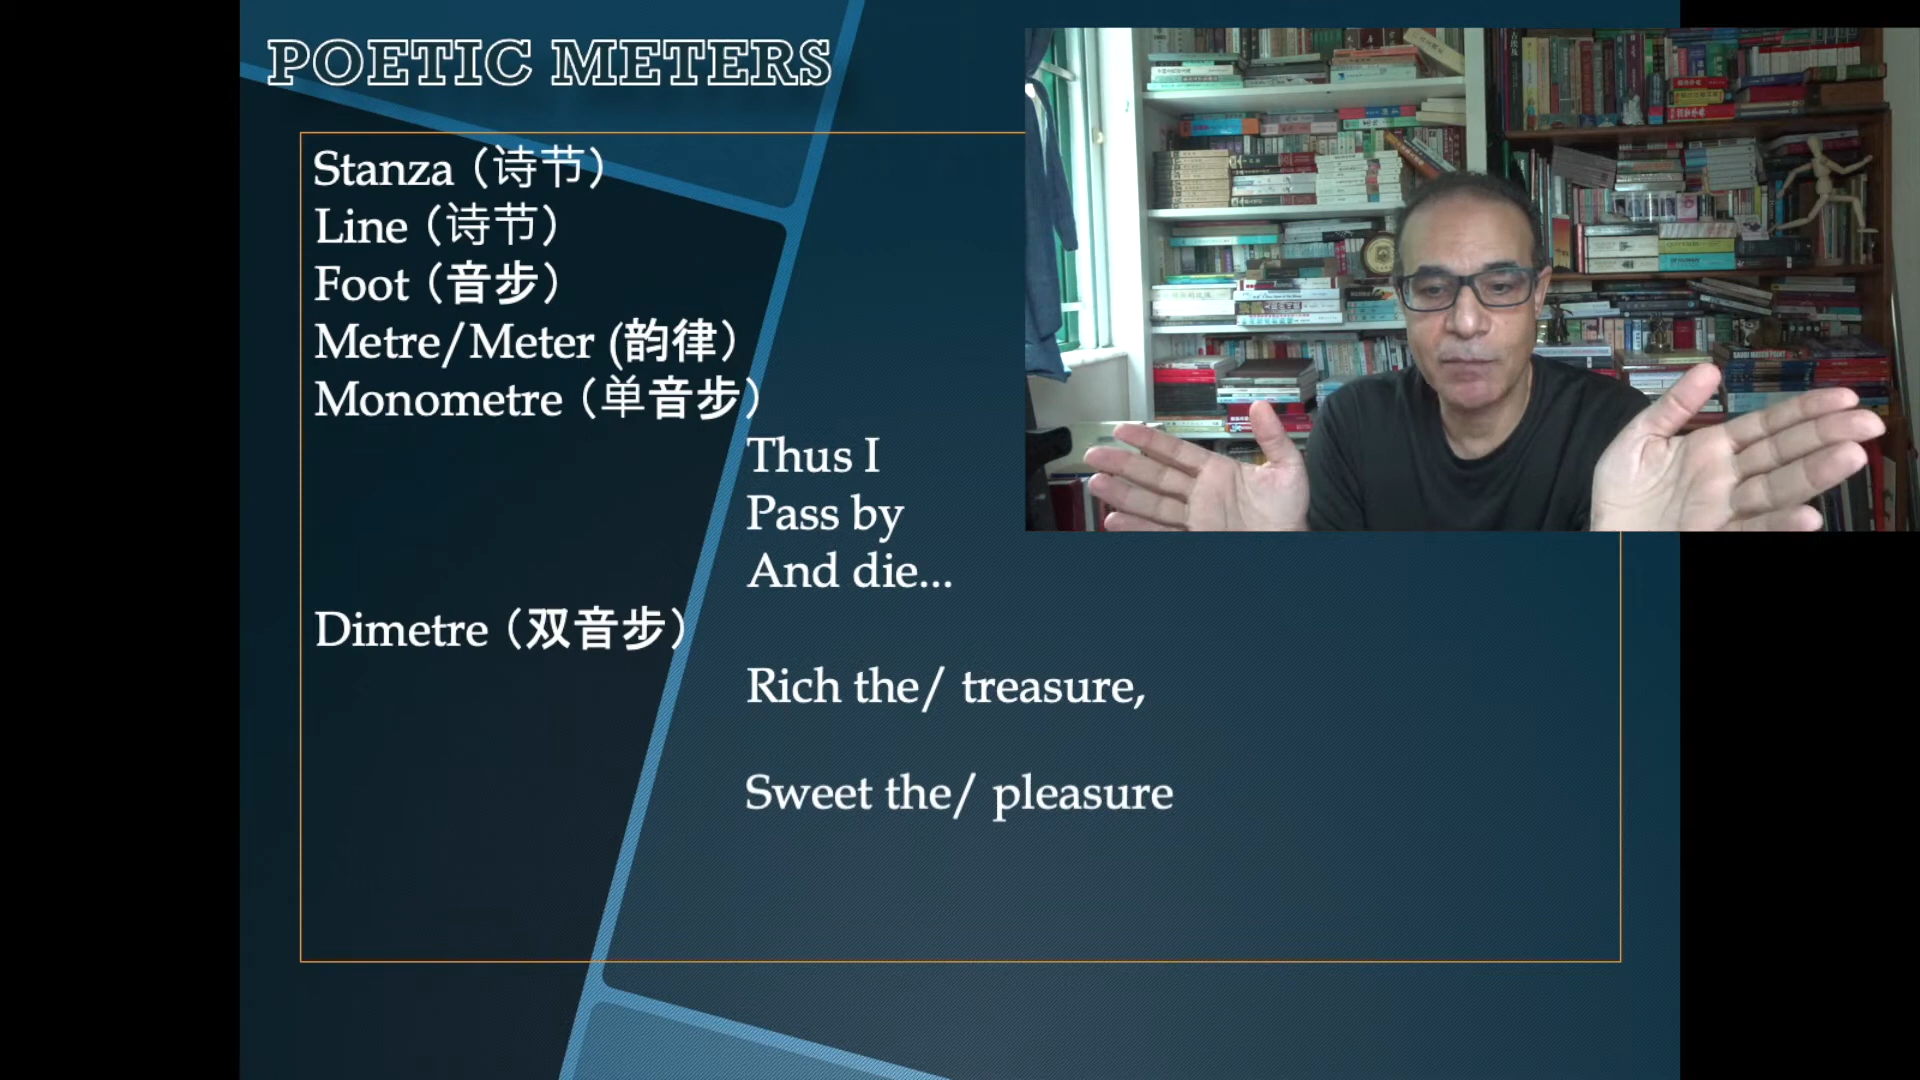 POETIC METERS
Stanza（诗节）
Line（诗节）
Foot（音步）
Metre/Meter (韵律）
Monometre（单音步）
Thus I
Pass by
And die...
Dimetre（双音步）
Rich the/ treasure,
Sweet the/ pleasure